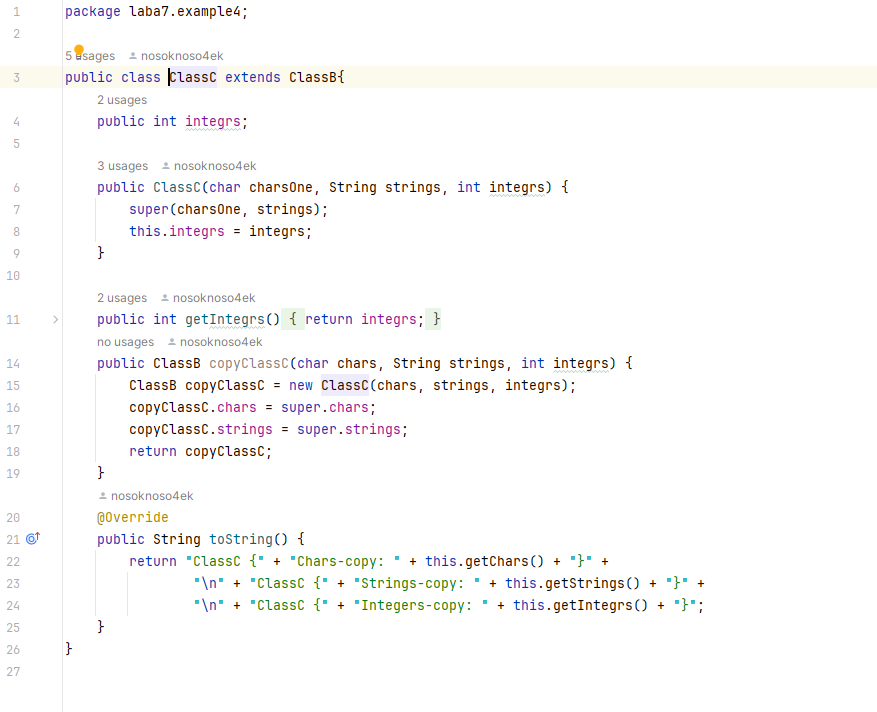 1 package laba7.example4;
2
5 usages nosoknoso4ek
3 public class ClassC extends ClassB{
2 usages
4 public int integrs;
5
3 usages nosoknoso4ek
6 public ClassC(char charsOne, String strings, int integrs) {
7 super(charsOne, strings);
8 this.integrs = integrs;
9 }
10
2 usages nosoknoso4ek
11 public int getIntegrs() { return integrs; }
no usages nosoknoso4ek
14 public ClassB copyClassC(char chars, String strings, int integrs) {
15 ClassB copyClassC = new ClassC(chars, strings, integrs);
16 copyClassC.chars = super.chars;
17 copyClassC.strings = super.strings;
18 return copyClassC;
19 }
nosoknoso4ek
20 @Override
21 public String toString() {
22 return "ClassC {" + "Chars-copy: " + this.getChars() + "}" +
23 "\n" + "ClassC {" + "Strings-copy: " + this.getStrings() + "}" +
24 "\n" + "ClassC {" + "Integers-copy: " + this.getIntegrs() + "}";
25 }
26 }
27